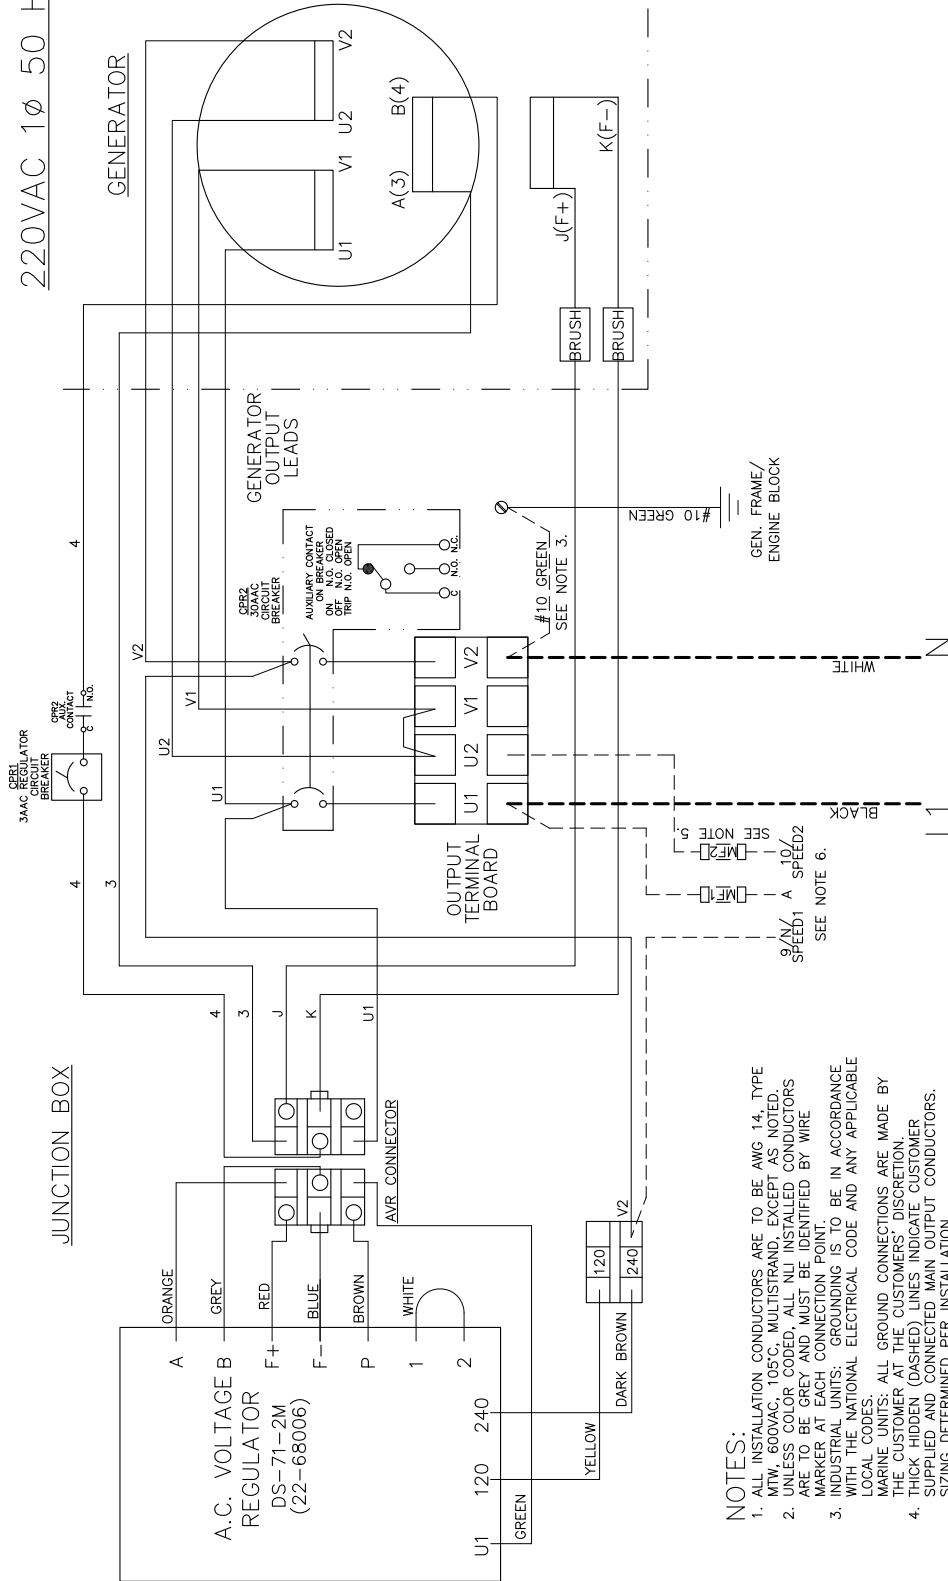 220VAC 1ø 50 H
GENERATOR
U1
V1
U2
V2
A(3)
B(4)
J(F+)
K(F-)
BRUSH
BRUSH
GENERATOR
OUTPUT
LEADS
CPR1
3AAC REGULATOR
CIRCUIT
BREAKER
CPR2
AUX.
CONTACT
C
N.O.
4
4
3
V2
V1
U2
U1
CPR2
30AAC
CIRCUIT
BREAKER
AUXILIARY CONTACT
ON BREAKER
ON N.O. CLOSED
OFF N.O. OPEN
TRIP N.O. OPEN
C
N.O.
N.C.
OUTPUT
TERMINAL
BOARD
U1
U2
V1
V2
#10 GREEN
SEE NOTE 3.
#10 GREEN
GEN. FRAME/
ENGINE BLOCK
WHITE
N
BLACK
L1
SEE NOTE 5.
MF1
MF2
9/N/
SPEED1
A
10/
SPEED2
SEE NOTE 6.
JUNCTION BOX
4
3
J
K
U1
AVR CONNECTOR
ORANGE
GREY
RED
BLUE
BROWN
WHITE
A
B
F+
F-
P
1
2
A.C. VOLTAGE
REGULATOR
DS-71-2M
(22-68006)
U1
120
240
GREEN
YELLOW
DARK BROWN
120
240
V2
NOTES:
1. ALL INSTALLATION CONDUCTORS ARE TO BE AWG 14, TYPE
MTW, 600VAC, 105°C, MULTISTRAND, EXCEPT AS NOTED.
2. UNLESS COLOR CODED, ALL NLI INSTALLED CONDUCTORS
ARE TO BE GREY AND MUST BE IDENTIFIED BY WIRE
MARKER AT EACH CONNECTION POINT.
3. INDUSTRIAL UNITS: GROUNDING IS TO BE IN ACCORDANCE
WITH THE NATIONAL ELECTRICAL CODE AND ANY APPLICABLE
LOCAL CODES.
MARINE UNITS: ALL GROUND CONNECTIONS ARE MADE BY
THE CUSTOMER AT THE CUSTOMERS' DISCRETION.
4. THICK HIDDEN (DASHED) LINES INDICATE CUSTOMER
SUPPLIED AND CONNECTED MAIN OUTPUT CONDUCTORS.
SIZING DETERMINED PER INSTALLATION